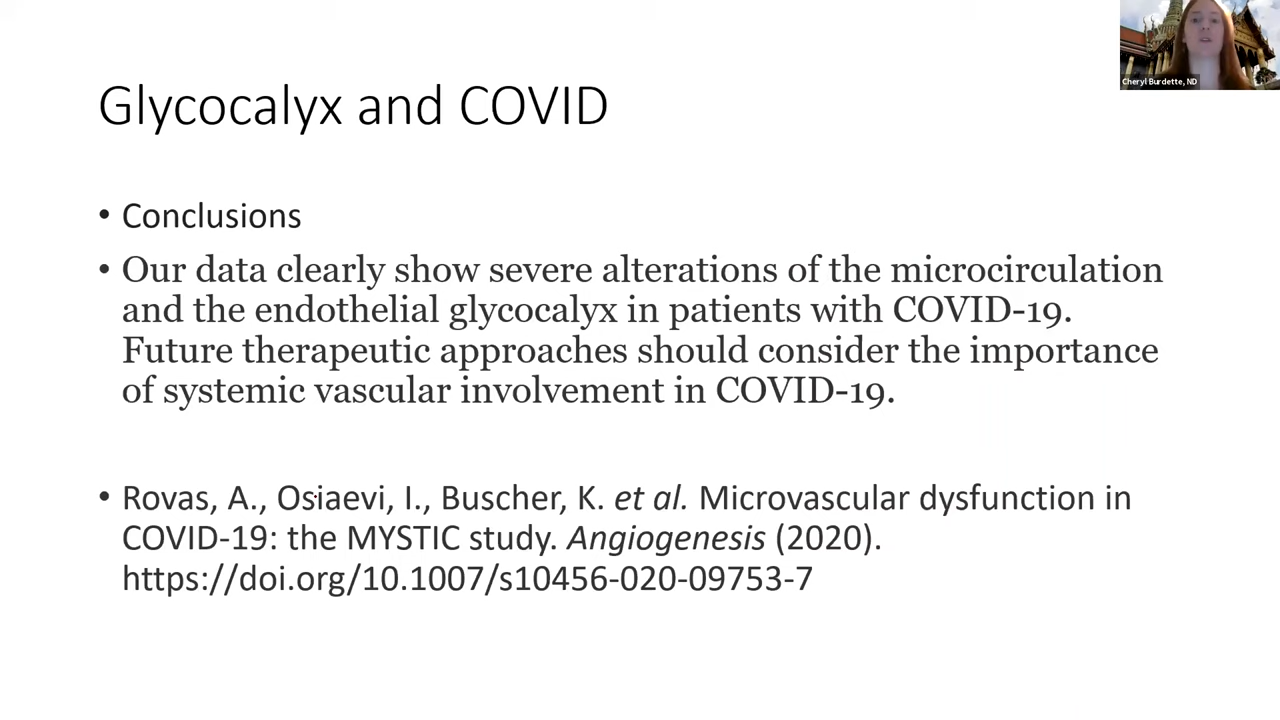 Cheryl Burdette, ND
Glycocalyx and COVID
• Conclusions
• Our data clearly show severe alterations of the microcirculation
and the endothelial glycocalyx in patients with COVID-19.
Future therapeutic approaches should consider the importance
of systemic vascular involvement in COVID-19.
• Rovas, A., Osiaevi, I., Buscher, K. et al. Microvascular dysfunction in
COVID-19: the MYSTIC study. Angiogenesis (2020).
https://doi.org/10.1007/s10456-020-09753-7